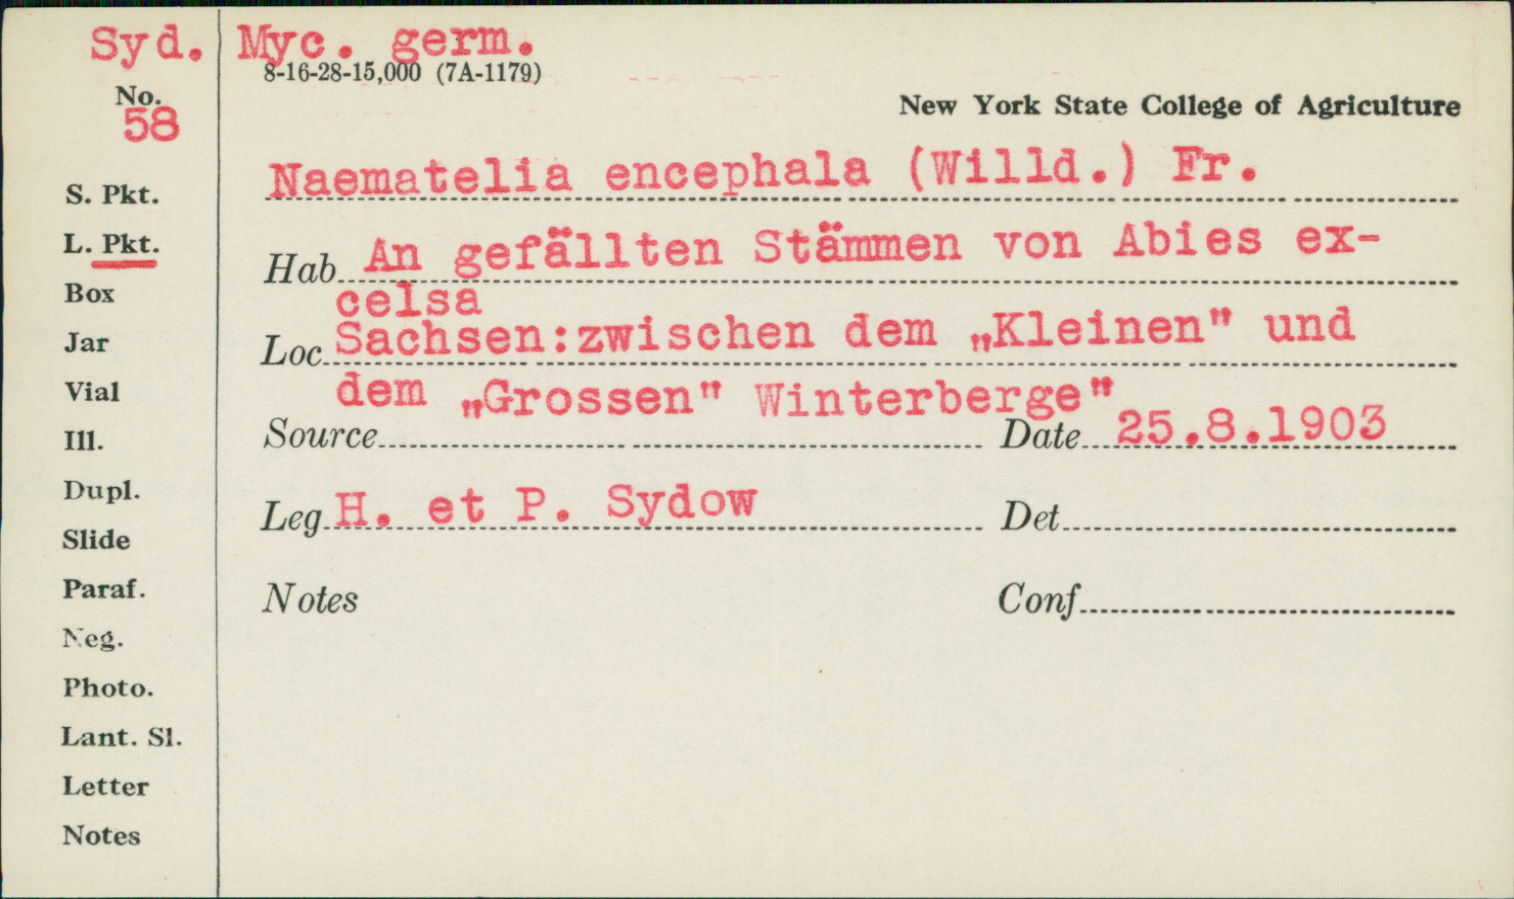 Syd. Myc. germ.
8-16-28-15,000 (7A-1179)
No.
58
New York State College of Agriculture
Naematelia encephala (Willd.) Fr.
S. Pkt.
L. Pkt.
Hab An gefällten Stämmen von Abies ex-
celsa
Box
Jar
Loc Sachsen:zwischen dem „Kleinen" und
dem „Grossen" Winterberge"
Vial
Ill.
Source
Date 25.8.1903
Dupl.
Leg H. et P. Sydow
Det
Slide
Paraf.
Notes
Conf
Neg.
Photo.
Lant. Sl.
Letter
Notes